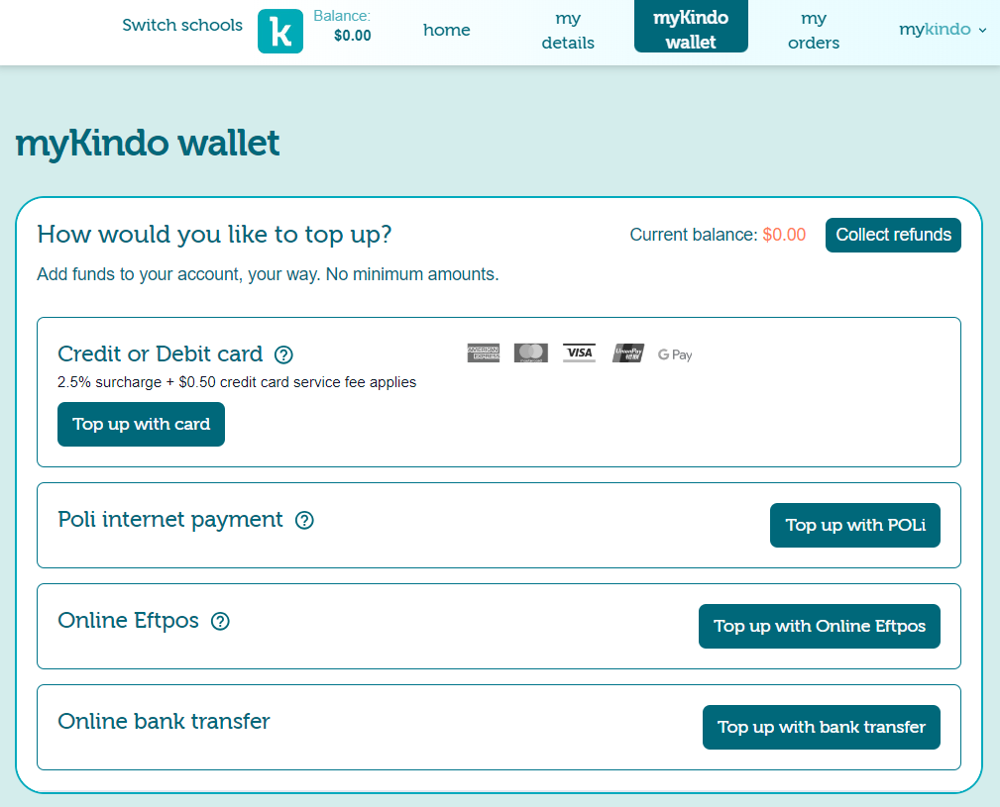 Switch schools
k
Balance:
$0.00
home
my
details
myKindo
wallet
my
orders
mykindo
myKindo wallet
How would you like to top up?
Current balance: $0.00
Collect refunds
Add funds to your account, your way. No minimum amounts.
Credit or Debit card ?
AMERICAN
EXPRESS
VISA
UnionPay
银联
G Pay
2.5% surcharge + $0.50 credit card service fee applies
Top up with card
Poli internet payment ?
Top up with POLi
Online Eftpos ?
Top up with Online Eftpos
Online bank transfer
Top up with bank transfer